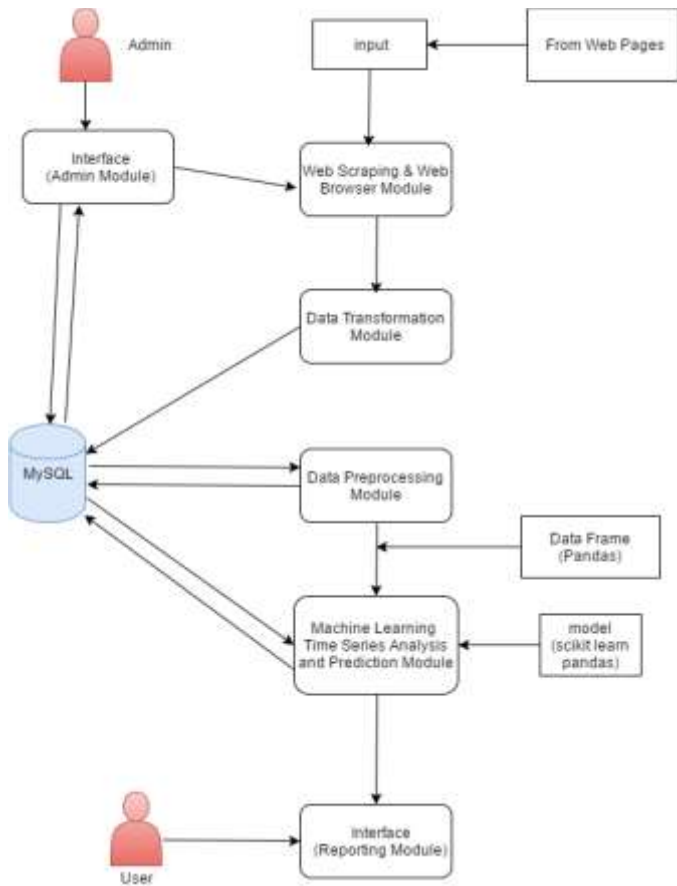 Admin
input
From Web Pages
Interface
(Admin Module)
Web Scraping & Web
Browser Module
Data Transformation
Module
MySQL
Data Preprocessing
Module
Data Frame
(Pandas)
Machine Learning
Time Series Analysis
and Prediction Module
model
(scikit learn
pandas)
Interface
(Reporting Module)
User